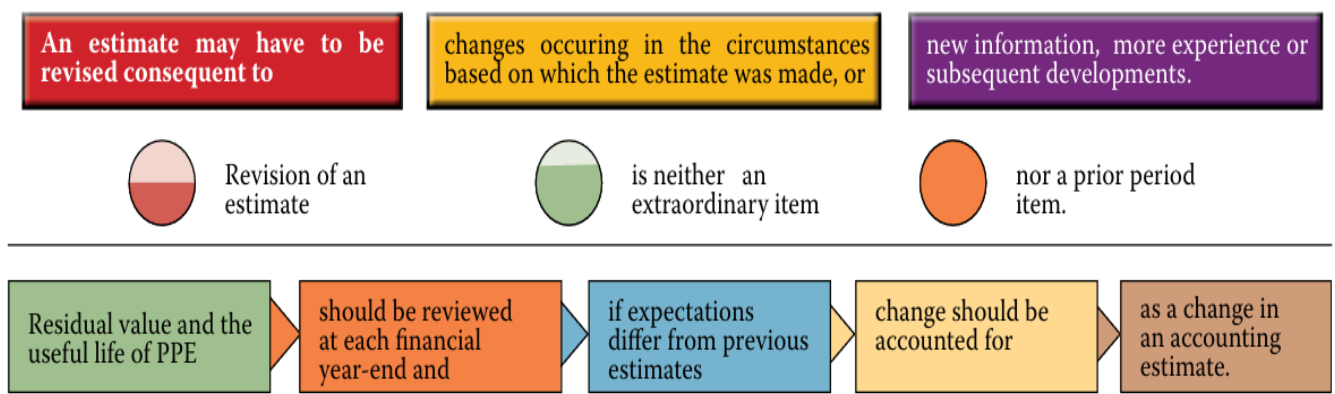 An estimate may have to be
revised consequent to
changes occuring in the circumstances
based on which the estimate was made, or
new information, more experience or
subsequent developments.
Revision of an
estimate
is neither an
extraordinary item
nor a prior period
item.
Residual value and the
useful life of PPE
should be reviewed
at each financial
year-end and
if expectations
differ from previous
estimates
change should be
accounted for
as a change in
an accounting
estimate.